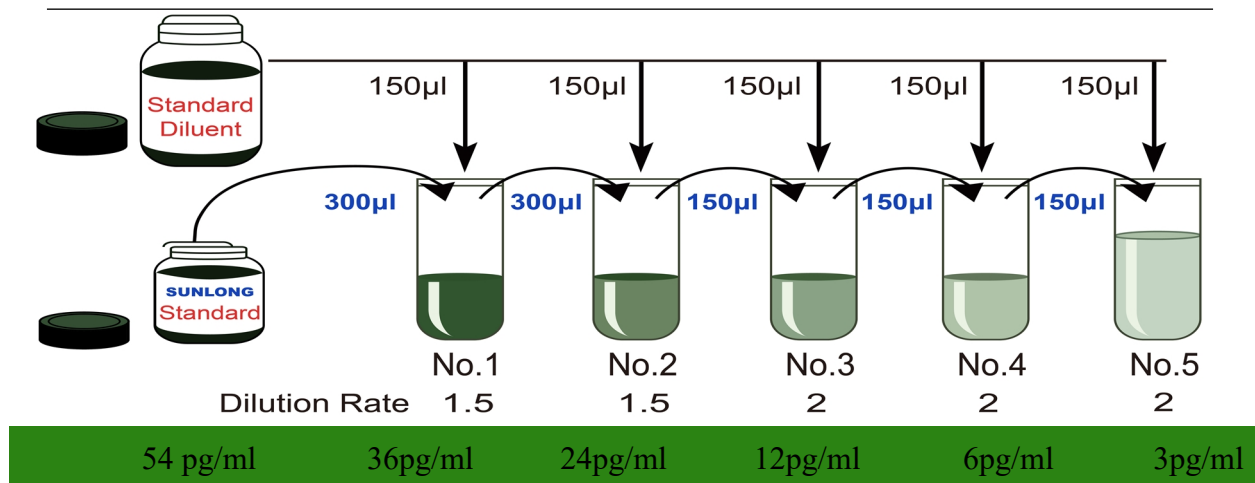 150µl 150µl 150µl 150µl 150µl
Standard
Diluent
300µl 300µl 150µl 150µl 150µl
SUNLONG
Standard
No.1 No.2 No.3 No.4 No.5
Dilution Rate 1.5 1.5 2 2 2
54 pg/ml 36pg/ml 24pg/ml 12pg/ml 6pg/ml 3pg/ml